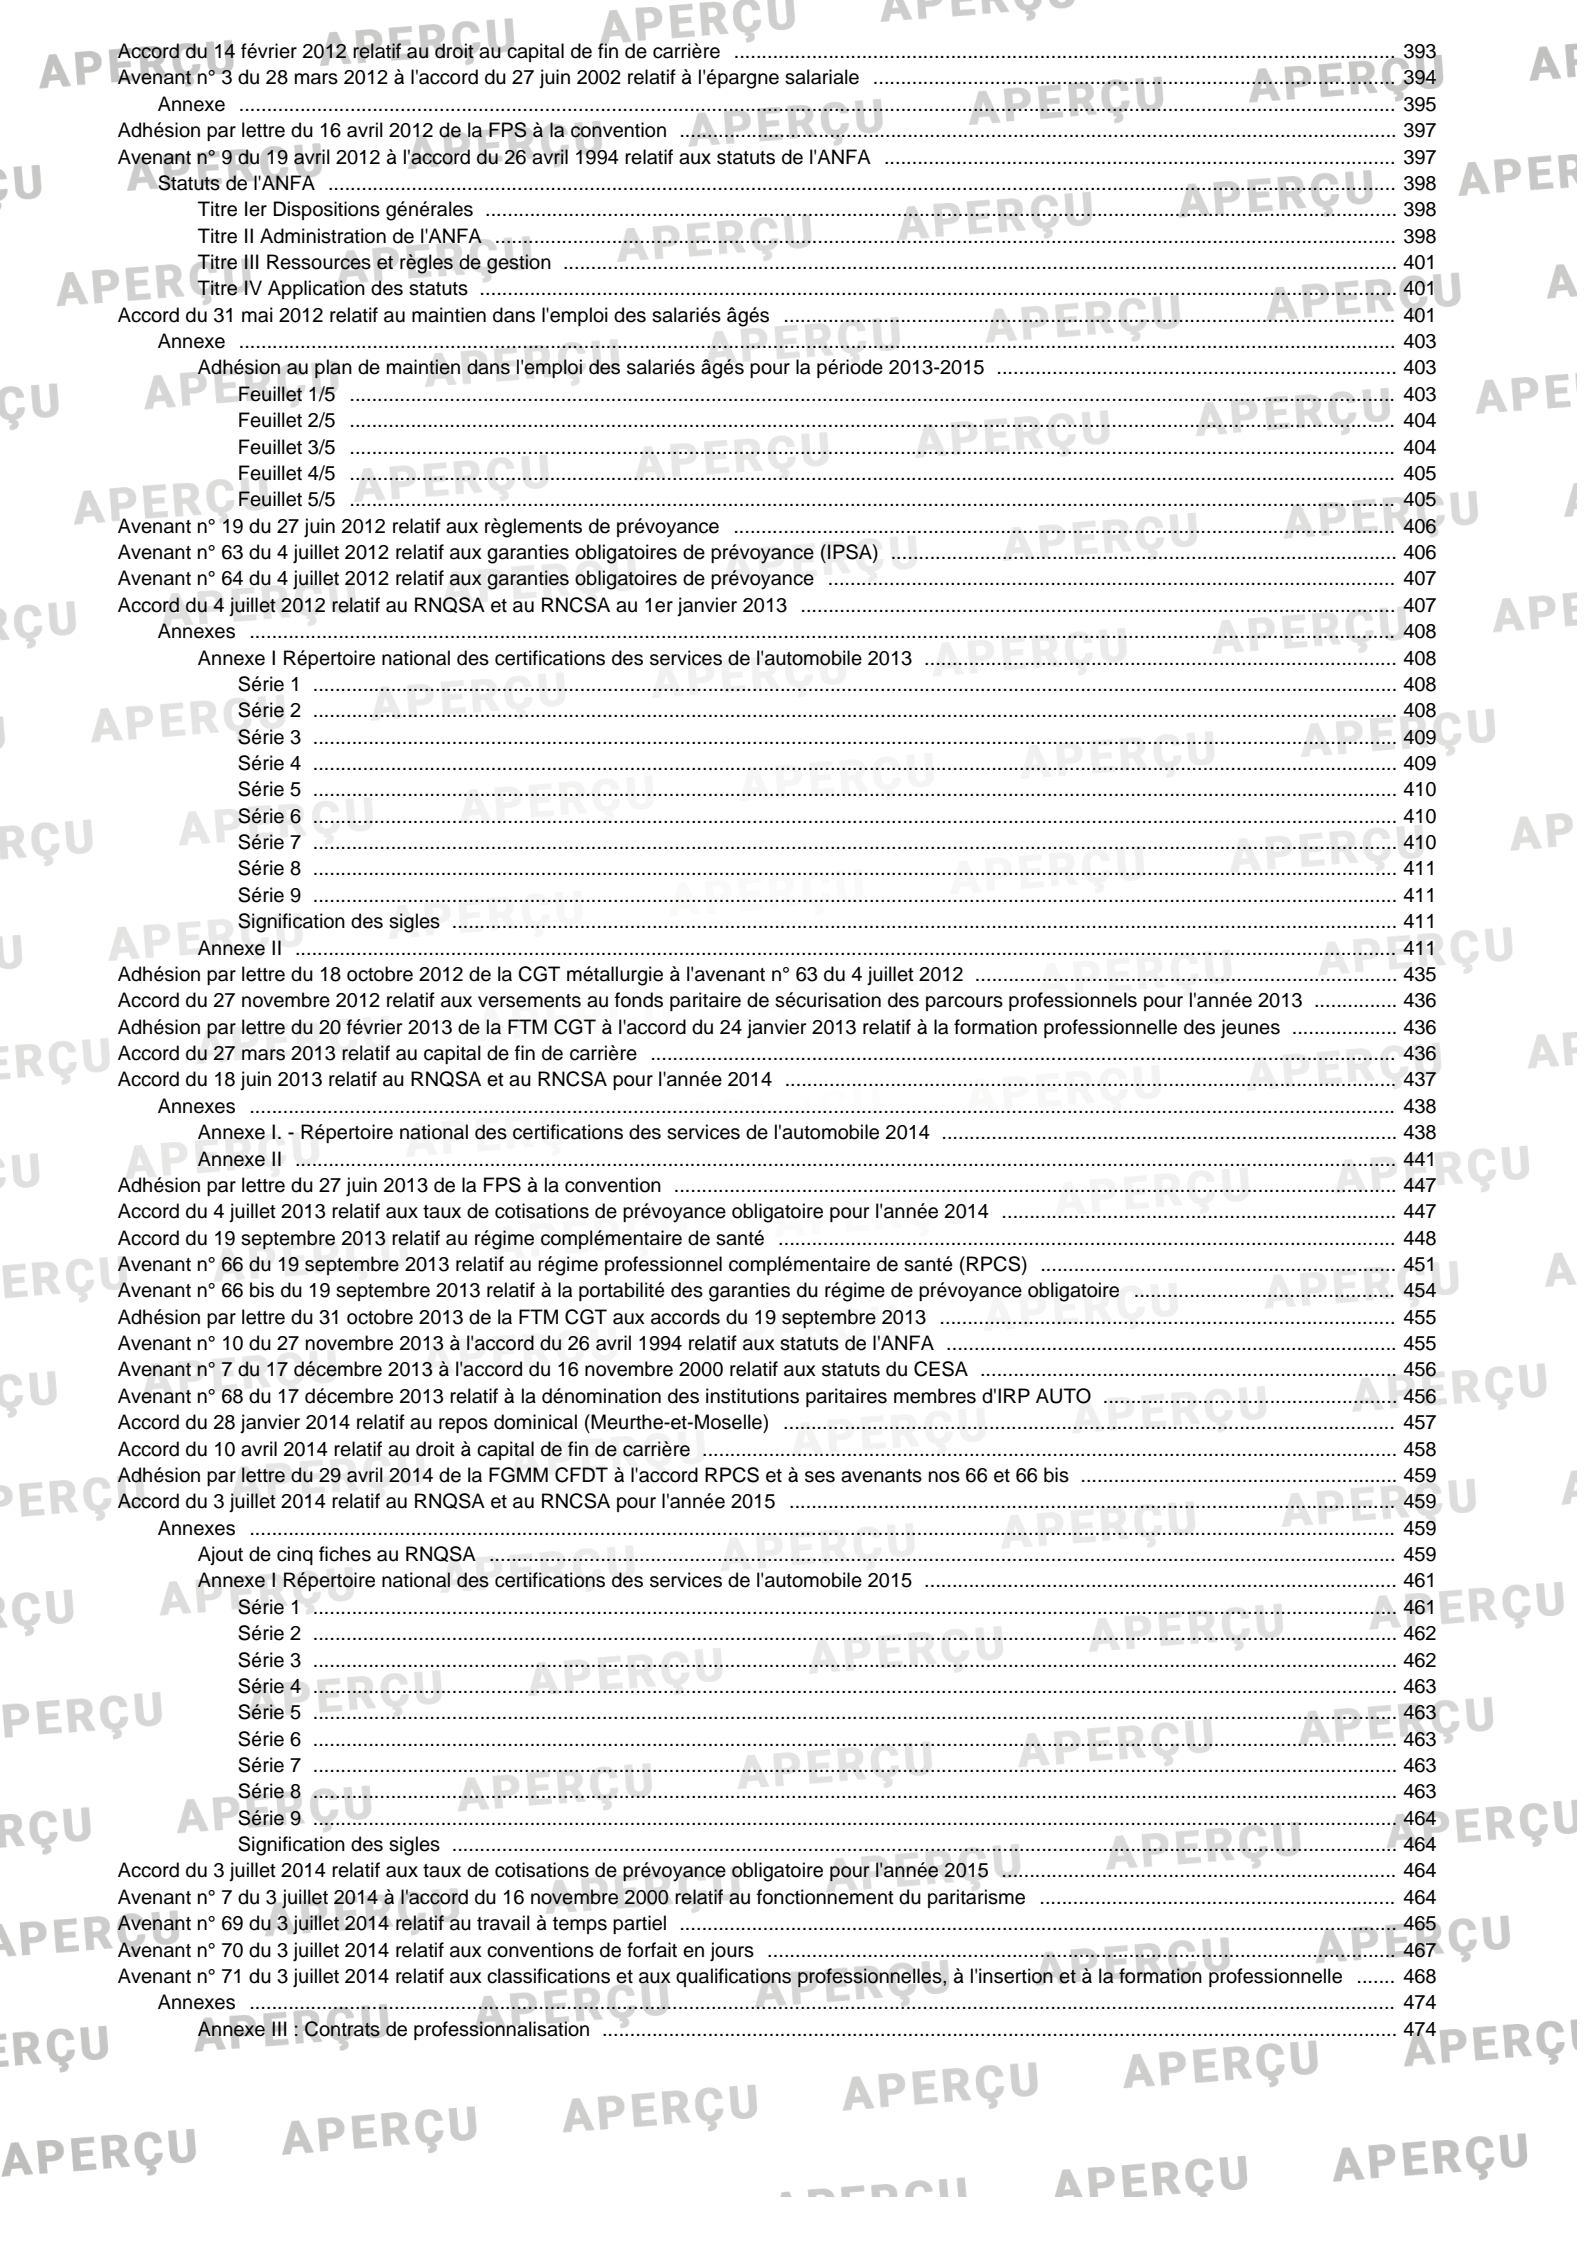 Accord du 14 février 2012 relatif au droit au capital de fin de carrière ... 393
Avenant n° 3 du 28 mars 2012 à l'accord du 27 juin 2002 relatif à l'épargne salariale ... 394
Annexe ... 395
Adhésion par lettre du 16 avril 2012 de la FPS à la convention ... 397
Avenant n° 9 du 19 avril 2012 à l'accord du 26 avril 1994 relatif aux statuts de l'ANFA ... 397
Statuts de l'ANFA ... 398
Titre Ier Dispositions générales ... 398
Titre II Administration de l'ANFA ... 398
Titre III Ressources et règles de gestion ... 401
Titre IV Application des statuts ... 401
Accord du 31 mai 2012 relatif au maintien dans l'emploi des salariés âgés ... 401
Annexe ... 403
Adhésion au plan de maintien dans l'emploi des salariés âgés pour la période 2013-2015 ... 403
Feuillet 1/5 ... 403
Feuillet 2/5 ... 404
Feuillet 3/5 ... 404
Feuillet 4/5 ... 405
Feuillet 5/5 ... 405
Avenant n° 19 du 27 juin 2012 relatif aux règlements de prévoyance ... 406
Avenant n° 63 du 4 juillet 2012 relatif aux garanties obligatoires de prévoyance (IPSA) ... 406
Avenant n° 64 du 4 juillet 2012 relatif aux garanties obligatoires de prévoyance ... 407
Accord du 4 juillet 2012 relatif au RNQSA et au RNCSA au 1er janvier 2013 ... 407
Annexes ... 408
Annexe I Répertoire national des certifications des services de l'automobile 2013 ... 408
Série 1 ... 408
Série 2 ... 408
Série 3 ... 409
Série 4 ... 409
Série 5 ... 410
Série 6 ... 410
Série 7 ... 410
Série 8 ... 411
Série 9 ... 411
Signification des sigles ... 411
Annexe II ... 411
Adhésion par lettre du 18 octobre 2012 de la CGT métallurgie à l'avenant n° 63 du 4 juillet 2012 ... 435
Accord du 27 novembre 2012 relatif aux versements au fonds paritaire de sécurisation des parcours professionnels pour l'année 2013 ... 436
Adhésion par lettre du 20 février 2013 de la FTM CGT à l'accord du 24 janvier 2013 relatif à la formation professionnelle des jeunes ... 436
Accord du 27 mars 2013 relatif au capital de fin de carrière ... 436
Accord du 18 juin 2013 relatif au RNQSA et au RNCSA pour l'année 2014 ... 437
Annexes ... 438
Annexe I. - Répertoire national des certifications des services de l'automobile 2014 ... 438
Annexe II ... 441
Adhésion par lettre du 27 juin 2013 de la FPS à la convention ... 447
Accord du 4 juillet 2013 relatif aux taux de cotisations de prévoyance obligatoire pour l'année 2014 ... 447
Accord du 19 septembre 2013 relatif au régime complémentaire de santé ... 448
Avenant n° 66 du 19 septembre 2013 relatif au régime professionnel complémentaire de santé (RPCS) ... 451
Avenant n° 66 bis du 19 septembre 2013 relatif à la portabilité des garanties du régime de prévoyance obligatoire ... 454
Adhésion par lettre du 31 octobre 2013 de la FTM CGT aux accords du 19 septembre 2013 ... 455
Avenant n° 10 du 27 novembre 2013 à l'accord du 26 avril 1994 relatif aux statuts de l'ANFA ... 455
Avenant n° 7 du 17 décembre 2013 à l'accord du 16 novembre 2000 relatif aux statuts du CESA ... 456
Avenant n° 68 du 17 décembre 2013 relatif à la dénomination des institutions paritaires membres d'IRP AUTO ... 456
Accord du 28 janvier 2014 relatif au repos dominical (Meurthe-et-Moselle) ... 457
Accord du 10 avril 2014 relatif au droit à capital de fin de carrière ... 458
Adhésion par lettre du 29 avril 2014 de la FGMM CFDT à l'accord RPCS et à ses avenants nos 66 et 66 bis ... 459
Accord du 3 juillet 2014 relatif au RNQSA et au RNCSA pour l'année 2015 ... 459
Annexes ... 459
Ajout de cinq fiches au RNQSA ... 459
Annexe I Répertoire national des certifications des services de l'automobile 2015 ... 461
Série 1 ... 461
Série 2 ... 462
Série 3 ... 462
Série 4 ... 463
Série 5 ... 463
Série 6 ... 463
Série 7 ... 463
Série 8 ... 463
Série 9 ... 464
Signification des sigles ... 464
Accord du 3 juillet 2014 relatif aux taux de cotisations de prévoyance obligatoire pour l'année 2015 ... 464
Avenant n° 7 du 3 juillet 2014 à l'accord du 16 novembre 2000 relatif au fonctionnement du paritarisme ... 464
Avenant n° 69 du 3 juillet 2014 relatif au travail à temps partiel ... 465
Avenant n° 70 du 3 juillet 2014 relatif aux conventions de forfait en jours ... 467
Avenant n° 71 du 3 juillet 2014 relatif aux classifications et aux qualifications professionnelles, à l'insertion et à la formation professionnelle ... 468
Annexes ... 474
Annexe III : Contrats de professionnalisation ... 474
APERÇU